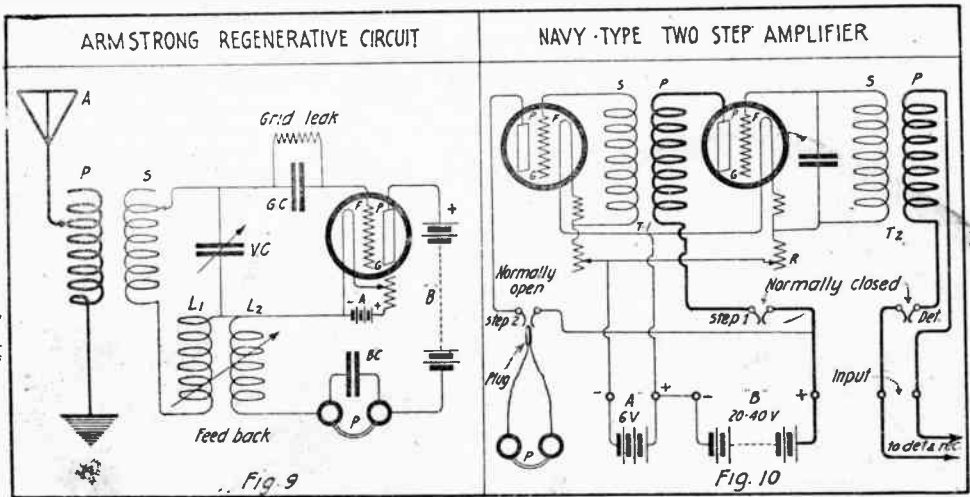 ARMSTRONG REGENERATIVE CIRCUIT
A
P
S
Grid leak
GC
V.C
F
P
G
- A +
+
"B"
-
L1
L2
BC
P
Feed back
Fig. 9
NAVY-TYPE TWO STEP AMPLIFIER
S
P
S
P
P
F
G
P
F
G
T1
T2
R
Normally open
Normally closed
Step 2
Step 1
Det.
Plug
Input
- "A" +
6V
- "B" +
20-40 V
P
to det & rec.
Fig. 10